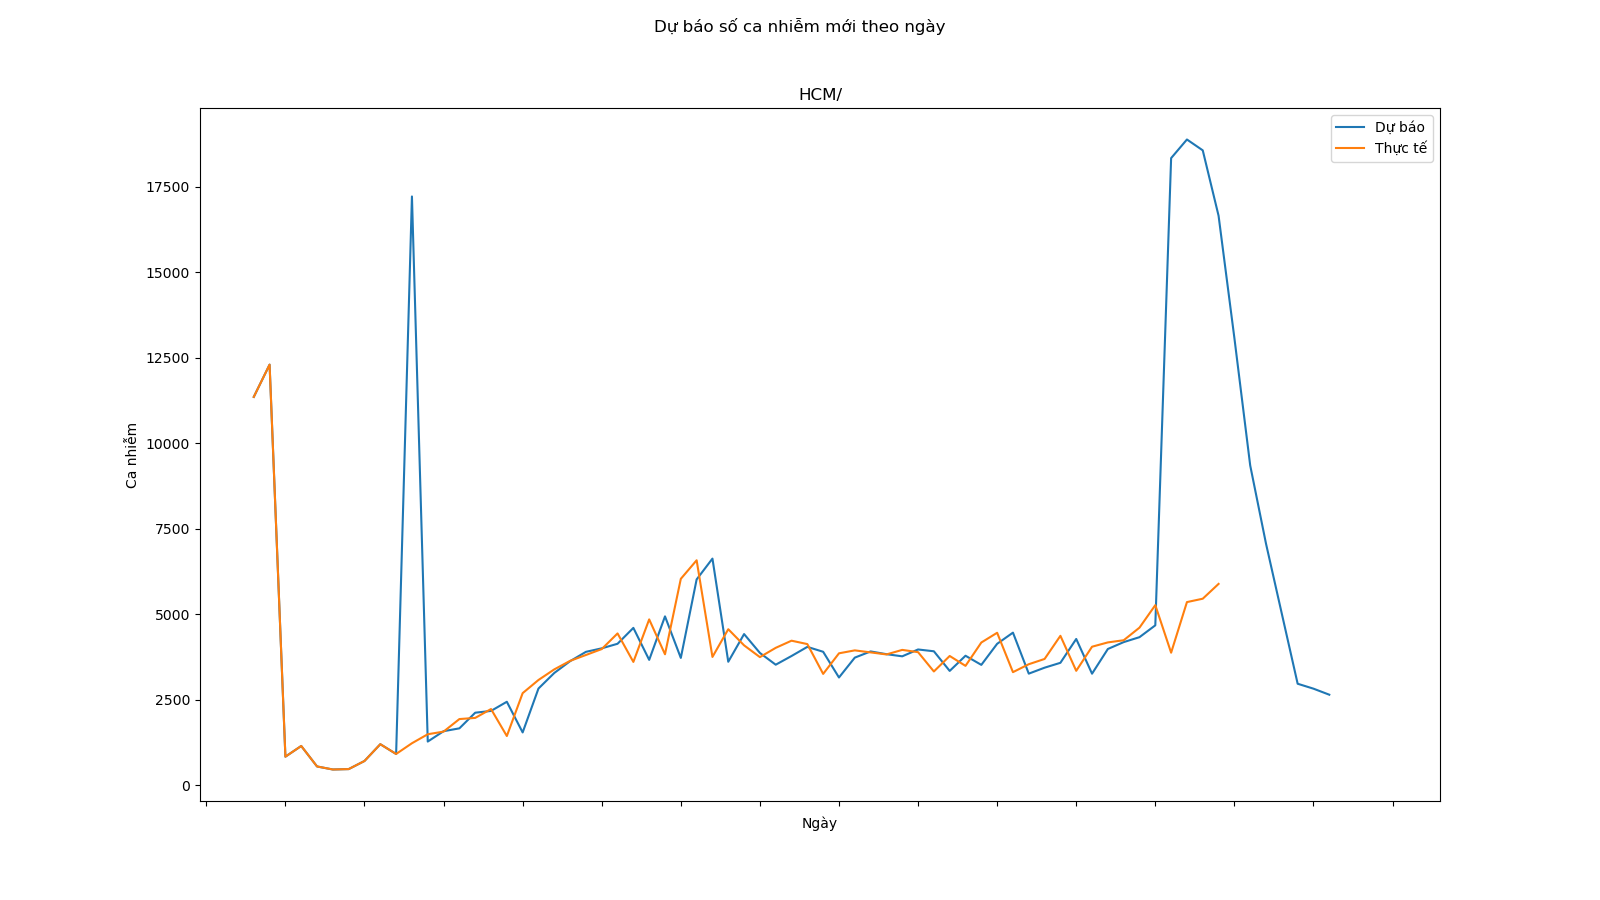 Dự báo số ca nhiễm mới theo ngày
HCM/
Dự báo
Thực tế
17500
15000
12500
10000
7500
5000
2500
0
Ca nhiễm
Ngày